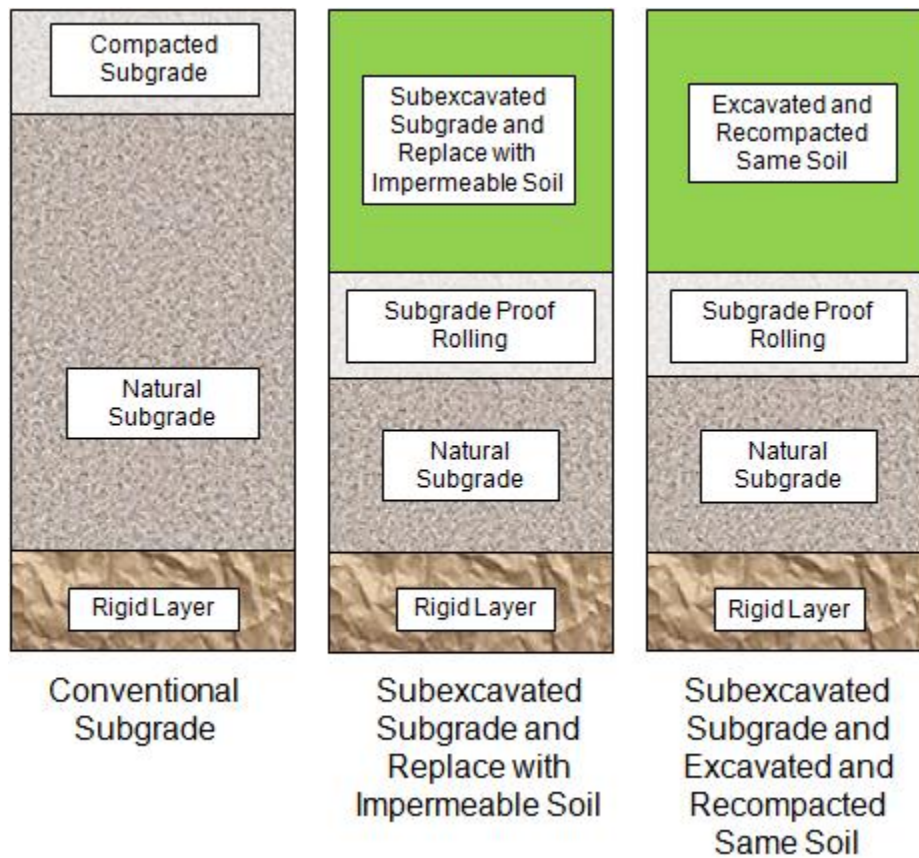 Compacted
Subgrade
Natural
Subgrade
Rigid Layer
Conventional
Subgrade
Subexcavated
Subgrade and
Replace with
Impermeable Soil
Subgrade Proof
Rolling
Natural
Subgrade
Rigid Layer
Subexcavated
Subgrade and
Replace with
Impermeable Soil
Excavated and
Recompacted
Same Soil
Subgrade Proof
Rolling
Natural
Subgrade
Rigid Layer
Subexcavated
Subgrade and
Excavated and
Recompacted
Same Soil